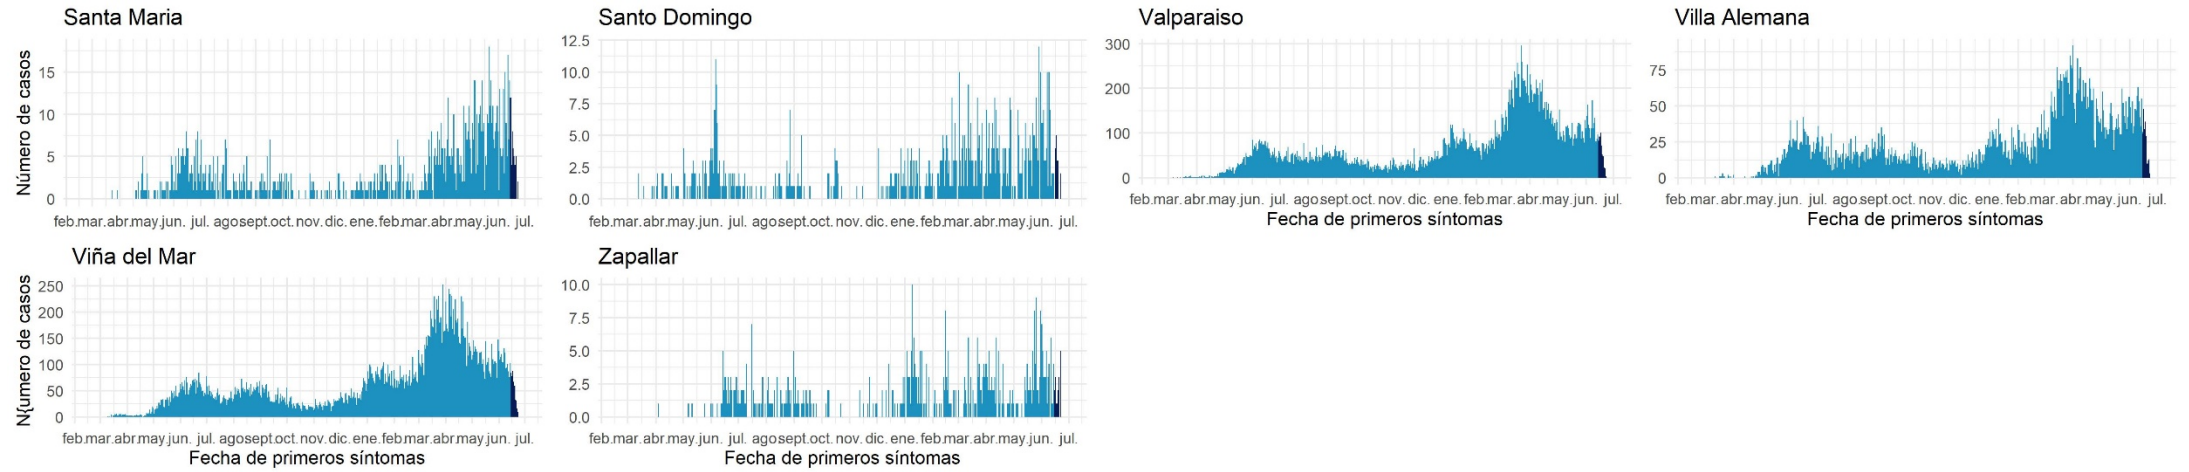 Santa Maria
Número de casos
15
10
5
0
feb.mar.abr.may.jun. jul. agosept.oct. nov. dic. ene. feb.mar.abr.may.jun. jul.
Santo Domingo
12.5
10.0
7.5
5.0
2.5
0.0
feb.mar.abr.may.jun. jul. agosept.oct. nov. dic. ene. feb.mar.abr.may.jun. jul.
Valparaiso
300
200
100
0
feb.mar.abr.may.jun. jul. agosept.oct. nov. dic. ene. feb.mar.abr.may.jun. jul.
Fecha de primeros síntomas
Villa Alemana
75
50
25
0
feb.mar.abr.may.jun. jul. agosept.oct. nov. dic. ene. feb.mar.abr.may.jun. jul.
Fecha de primeros síntomas
Viña del Mar
N{umero de casos
250
200
150
100
50
0
feb.mar.abr.may.jun. jul. agosept.oct. nov. dic. ene. feb.mar.abr.may.jun. jul.
Fecha de primeros síntomas
Zapallar
10.0
7.5
5.0
2.5
0.0
feb.mar.abr.may.jun. jul. agosept.oct. nov. dic. ene. feb.mar.abr.may.jun. jul.
Fecha de primeros síntomas